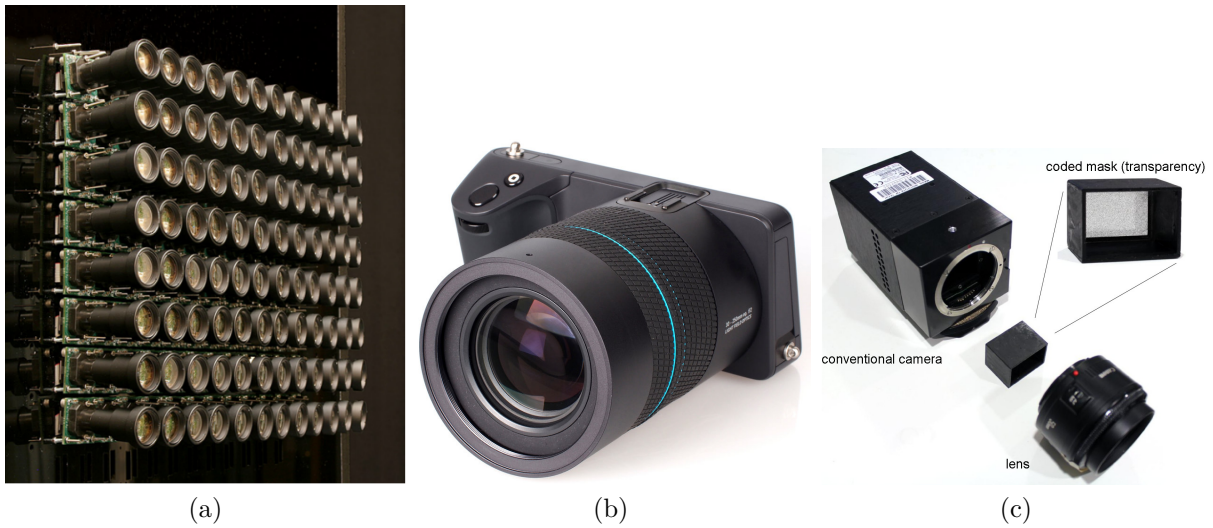 coded mask (transparency)
conventional camera
lens
(a)
(b)
(c)